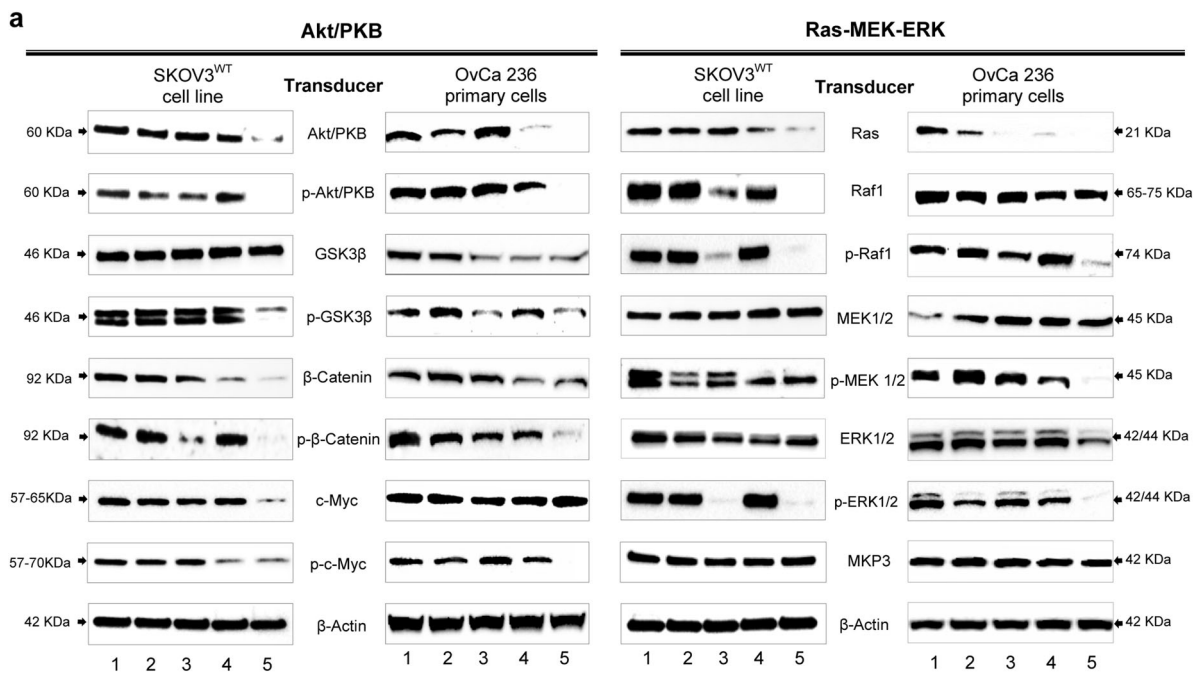 a
Akt/PKB
Ras-MEK-ERK
SKOV3WT
cell line
Transducer
OvCa 236
primary cells
SKOV3WT
cell line
Transducer
OvCa 236
primary cells
60 KDa
Akt/PKB
Ras
21 KDa
60 KDa
p-Akt/PKB
Raf1
65-75 KDa
46 KDa
GSK3β
p-Raf1
74 KDa
46 KDa
p-GSK3β
MEK1/2
45 KDa
92 KDa
β-Catenin
p-MEK 1/2
45 KDa
92 KDa
p-β-Catenin
ERK1/2
42/44 KDa
57-65KDa
c-Myc
p-ERK1/2
42/44 KDa
57-70KDa
p-c-Myc
MKP3
42 KDa
42 KDa
β-Actin
β-Actin
42 KDa
1 2 3 4 5
1 2 3 4 5
1 2 3 4 5
1 2 3 4 5